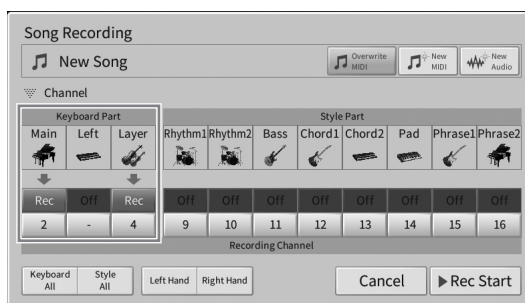 Song Recording
New Song
Overwrite MIDI
New MIDI
New Audio
Channel
Keyboard Part Style Part
Main Left Layer Rhythm1 Rhythm2 Bass Chord1 Chord2 Pad Phrase1 Phrase2
Rec Off Rec Off Off Off Off Off Off Off Off
2 - 4 9 10 11 12 13 14 15 16
Recording Channel
Keyboard All
Style All
Left Hand Right Hand
Cancel
Rec Start